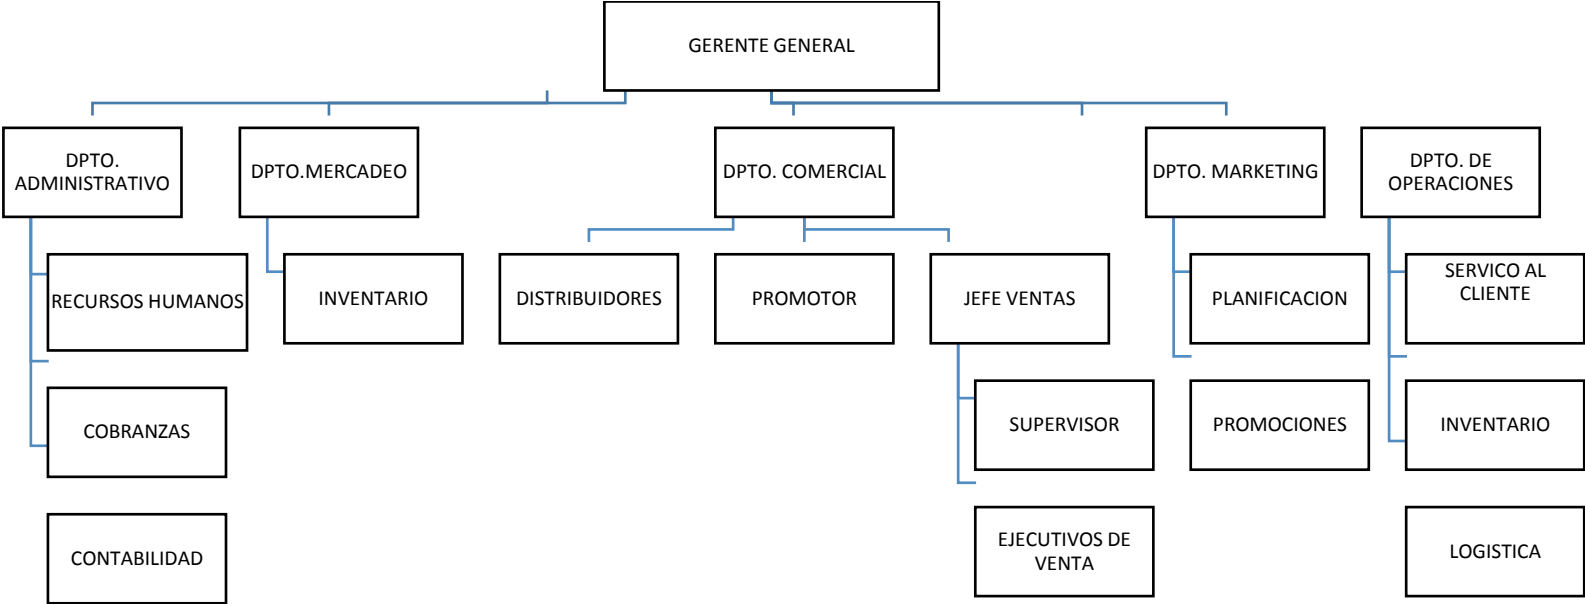 GERENTE GENERAL
DPTO.
ADMINISTRATIVO
DPTO.MERCADEO
DPTO. COMERCIAL
DPTO. MARKETING
DPTO. DE
OPERACIONES
RECURSOS HUMANOS
INVENTARIO
DISTRIBUIDORES
PROMOTOR
JEFE VENTAS
PLANIFICACION
SERVICO AL
CLIENTE
COBRANZAS
SUPERVISOR
PROMOCIONES
INVENTARIO
CONTABILIDAD
EJECUTIVOS DE
VENTA
LOGISTICA